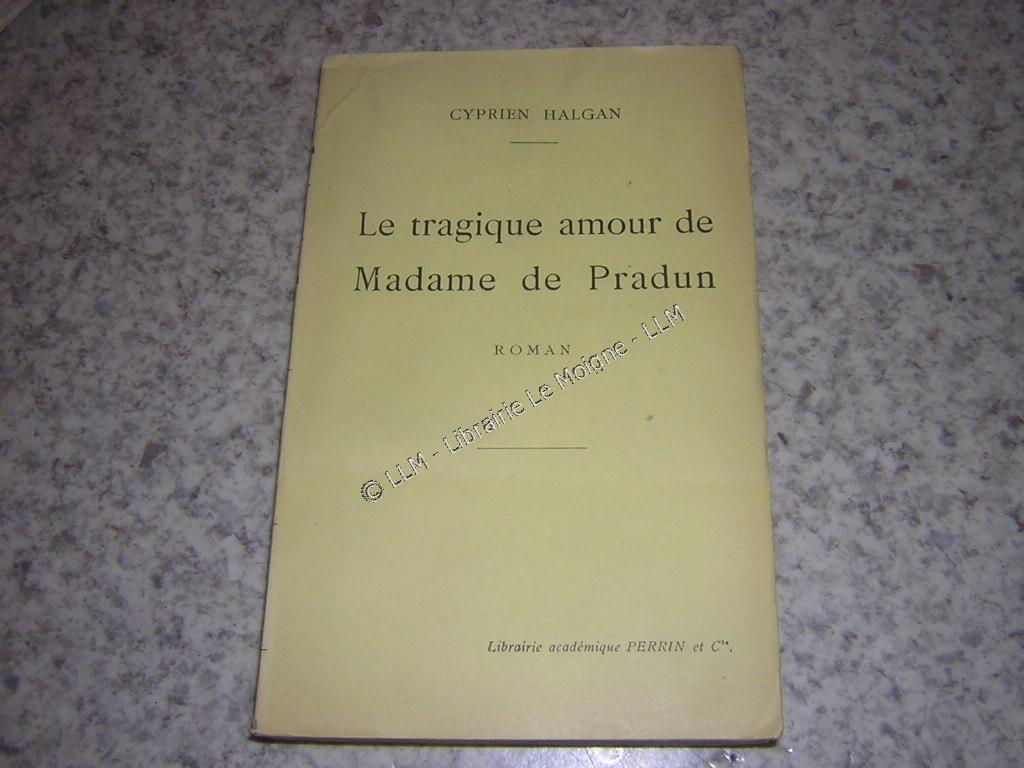 CYPRIEN HALGAN
Le tragique amour de
Madame de Pradun
ROMAN
© LLM - Librairie Le Moigne - LLM
Librairie académique PERRIN et Cie.